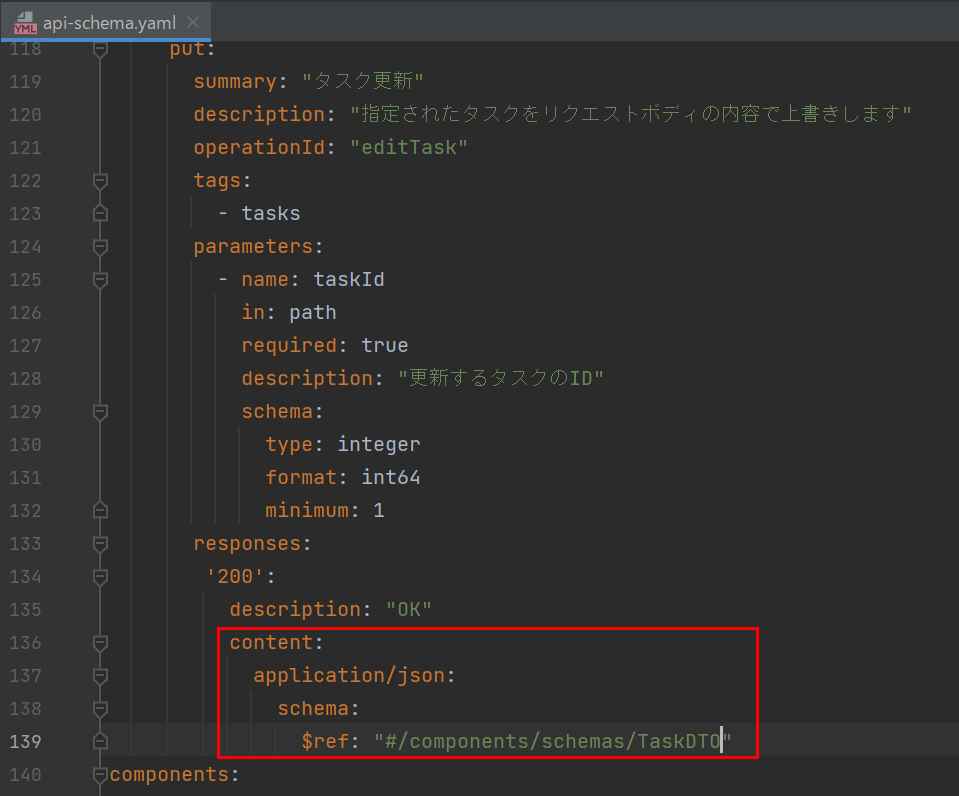 YML api-schema.yaml ×
118 put:
119 summary: "タスク更新"
120 description: "指定されたタスクをリクエストボディの内容で上書きします"
121 operationId: "editTask"
122 tags:
123 - tasks
124 parameters:
125 - name: taskId
126 in: path
127 required: true
128 description: "更新するタスクのID"
129 schema:
130 type: integer
131 format: int64
132 minimum: 1
133 responses:
134 '200':
135 description: "OK"
136 content:
137 application/json:
138 schema:
139 $ref: "#/components/schemas/TaskDTO"
140 components: